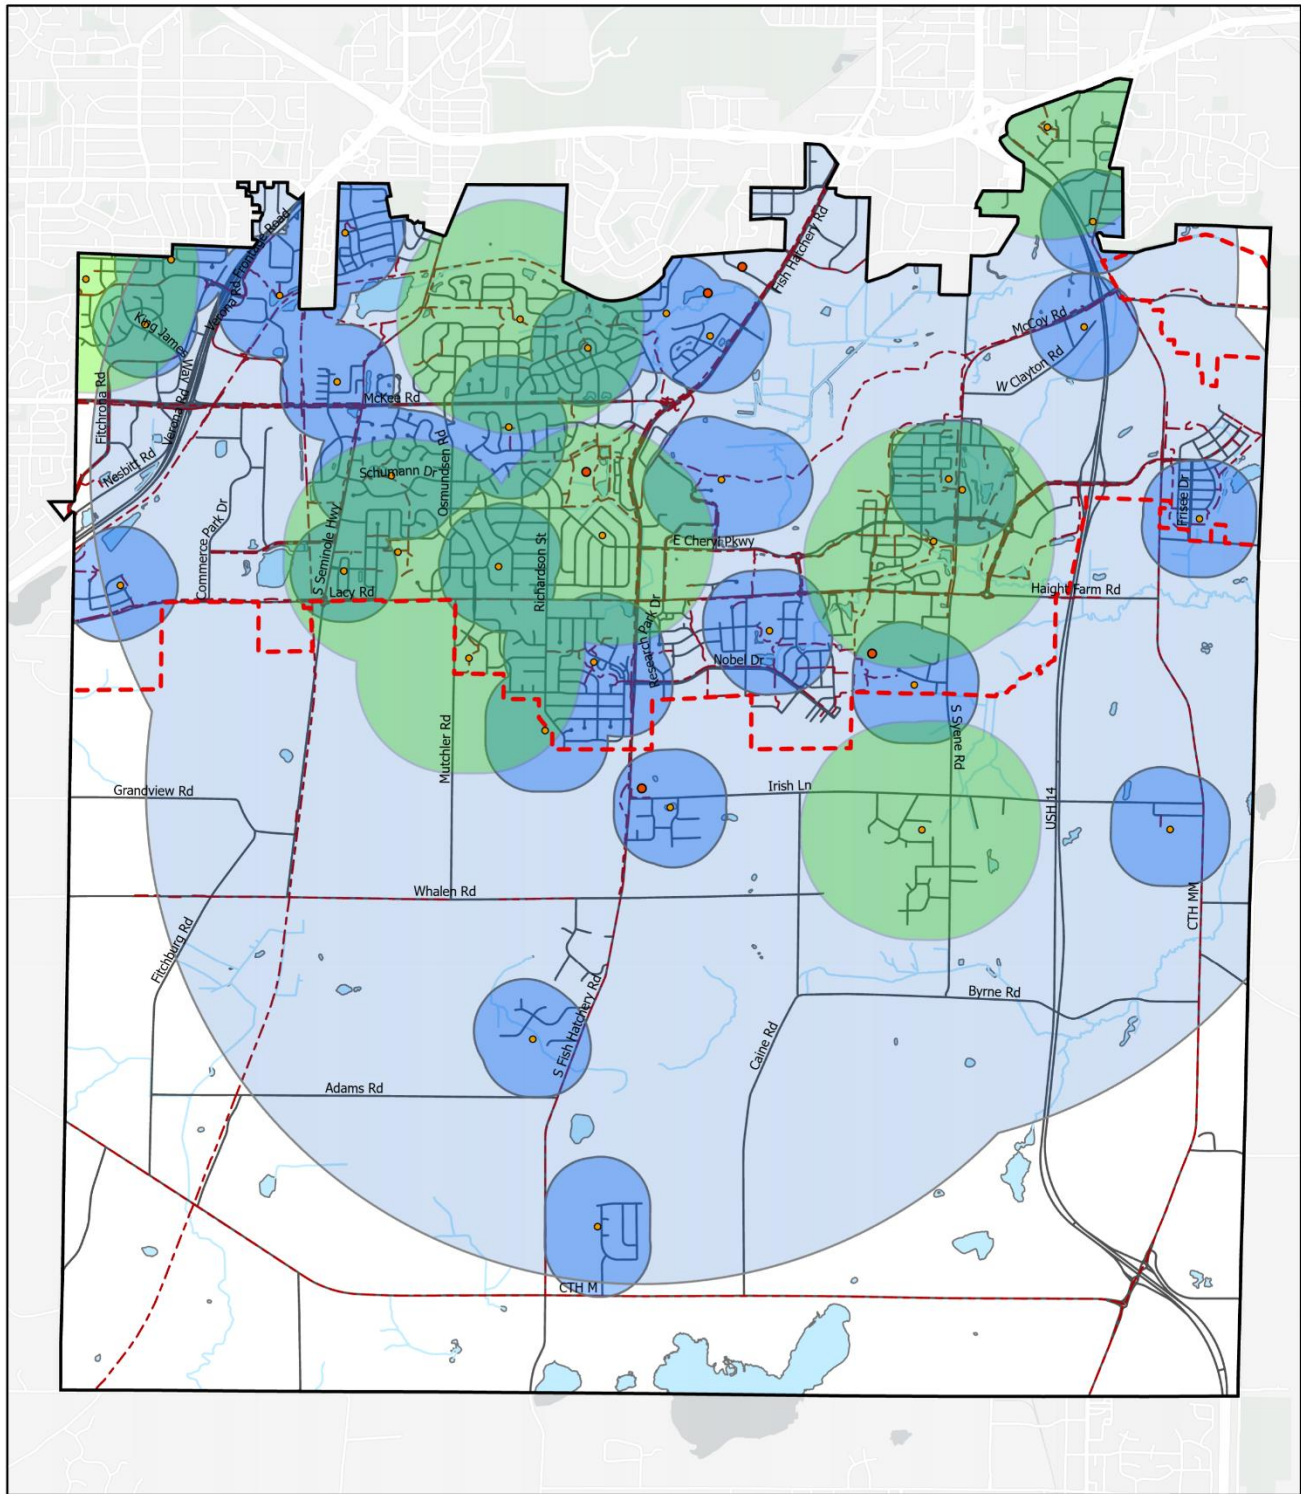 Fish Hatchery Rd
Verona Rd Frontage Road
King James Way
McCoy Rd
W Clayton Rd
McKee Rd
Fitchrona Rd
Verona Rd
Nesbitt Rd
Schumann Dr
Osmundsen Rd
Frisee Dr
Commerce Park Dr
S Seminole Hwy
E Cheryl Pkwy
Richardson St
Lacy Rd
Haight Farm Rd
Research Park Dr
Nobel Dr
Mutchler Rd
S Syene Rd
Grandview Rd
Irish Ln
USH 14
Whalen Rd
CTH MM
Fitchburg Rd
Byrne Rd
S Fish Hatchery Rd
Caine Rd
Adams Rd
CTH M